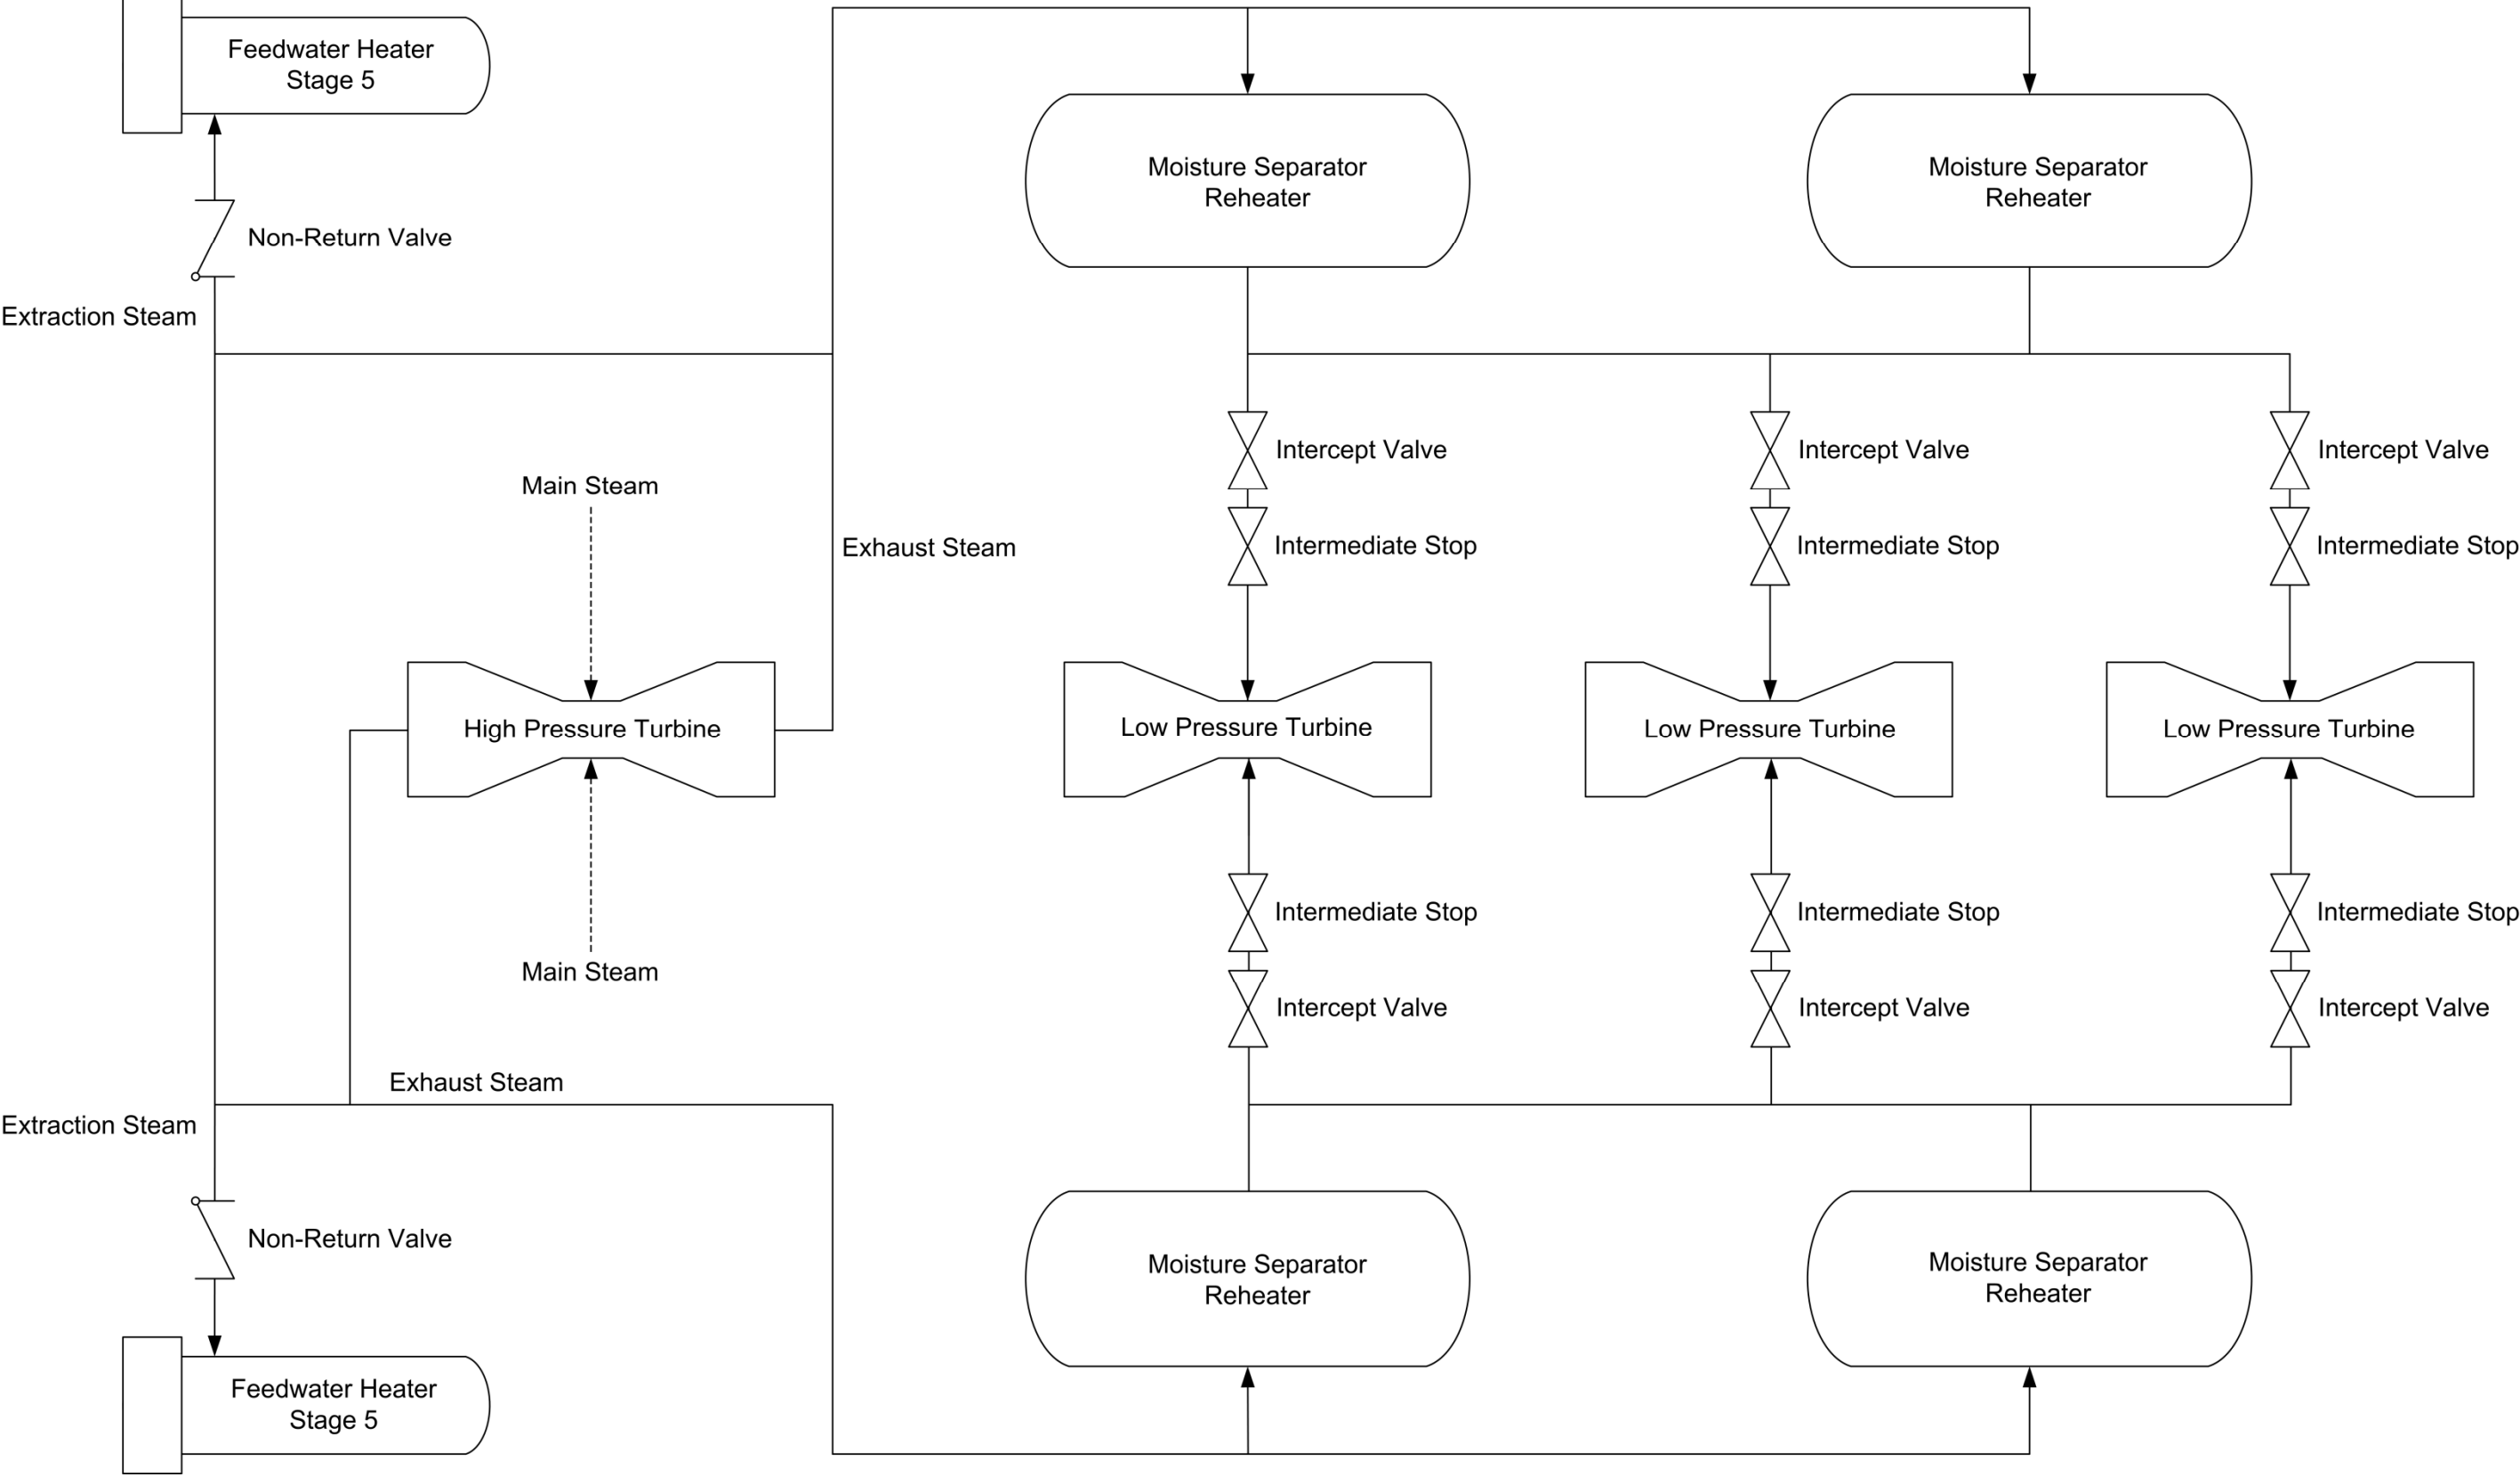 Feedwater Heater
Stage 5
Moisture Separator
Reheater
Moisture Separator
Reheater
Non-Return Valve
Extraction Steam
Intercept Valve
Intercept Valve
Intercept Valve
Main Steam
Exhaust Steam
Intermediate Stop
Intermediate Stop
Intermediate Stop
High Pressure Turbine
Low Pressure Turbine
Low Pressure Turbine
Low Pressure Turbine
Intermediate Stop
Intermediate Stop
Intermediate Stop
Main Steam
Intercept Valve
Intercept Valve
Intercept Valve
Exhaust Steam
Extraction Steam
Non-Return Valve
Moisture Separator
Reheater
Moisture Separator
Reheater
Feedwater Heater
Stage 5